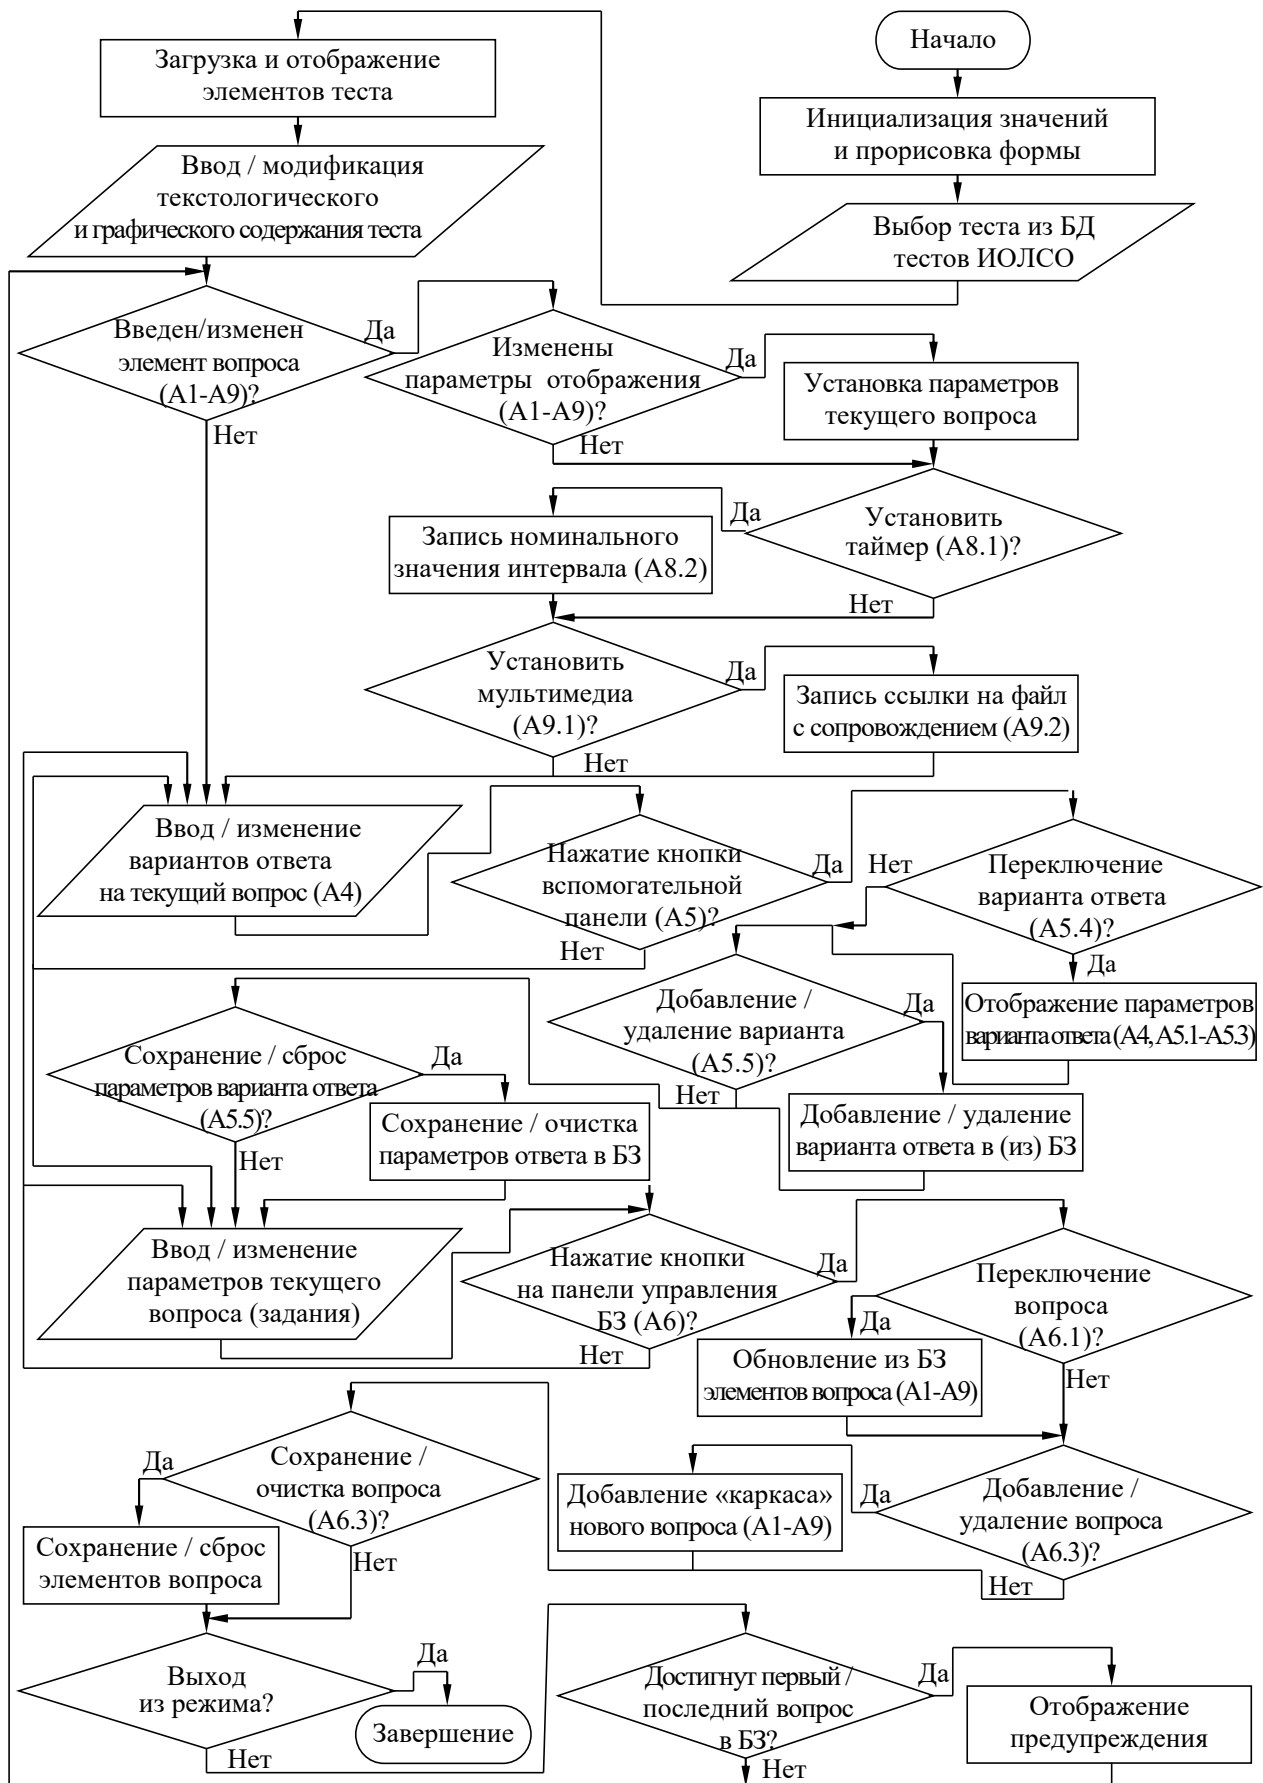 Начало
Инициализация значений
и прорисовка формы
Выбор теста из БД
тестов ИОЛСО
Загрузка и отображение
элементов теста
Ввод / модификация
текстологического
и графического содержания теста
Введен/изменен
элемент вопроса
(А1-А9)?
Да
Нет
Изменены
параметры отображения
(А1-А9)?
Да
Нет
Установка параметров
текущего вопроса
Установить
таймер (А8.1)?
Да
Нет
Запись номинального
значения интервала (А8.2)
Установить
мультимедиа
(А9.1)?
Да
Нет
Запись ссылки на файл
с сопровождением (А9.2)
Ввод / изменение
вариантов ответа
на текущий вопрос (А4)
Нажатие кнопки
вспомогательной
панели (А5)?
Да
Нет
Переключение
варианта ответа
(А5.4)?
Нет
Да
Отображение параметров
варианта ответа (А4, А5.1-А5.3)
Добавление /
удаление варианта
(А5.5)?
Да
Нет
Добавление / удаление
варианта ответа в (из) БЗ
Сохранение / сброс
параметров варианта ответа
(А5.5)?
Да
Нет
Сохранение / очистка
параметров ответа в БЗ
Ввод / изменение
параметров текущего
вопроса (задания)
Нажатие кнопки
на панели управления
БЗ (А6)?
Да
Нет
Переключение
вопроса
(А6.1)?
Да
Нет
Обновление из БЗ
элементов вопроса (А1-А9)
Добавление /
удаление вопроса
(А6.3)?
Да
Нет
Добавление «каркаса»
нового вопроса (А1-А9)
Сохранение /
очистка вопроса
(А6.3)?
Да
Нет
Сохранение / сброс
элементов вопроса
Выход
из режима?
Да
Нет
Завершение
Достигнут первый /
последний вопрос
в БЗ?
Да
Нет
Отображение
предупреждения